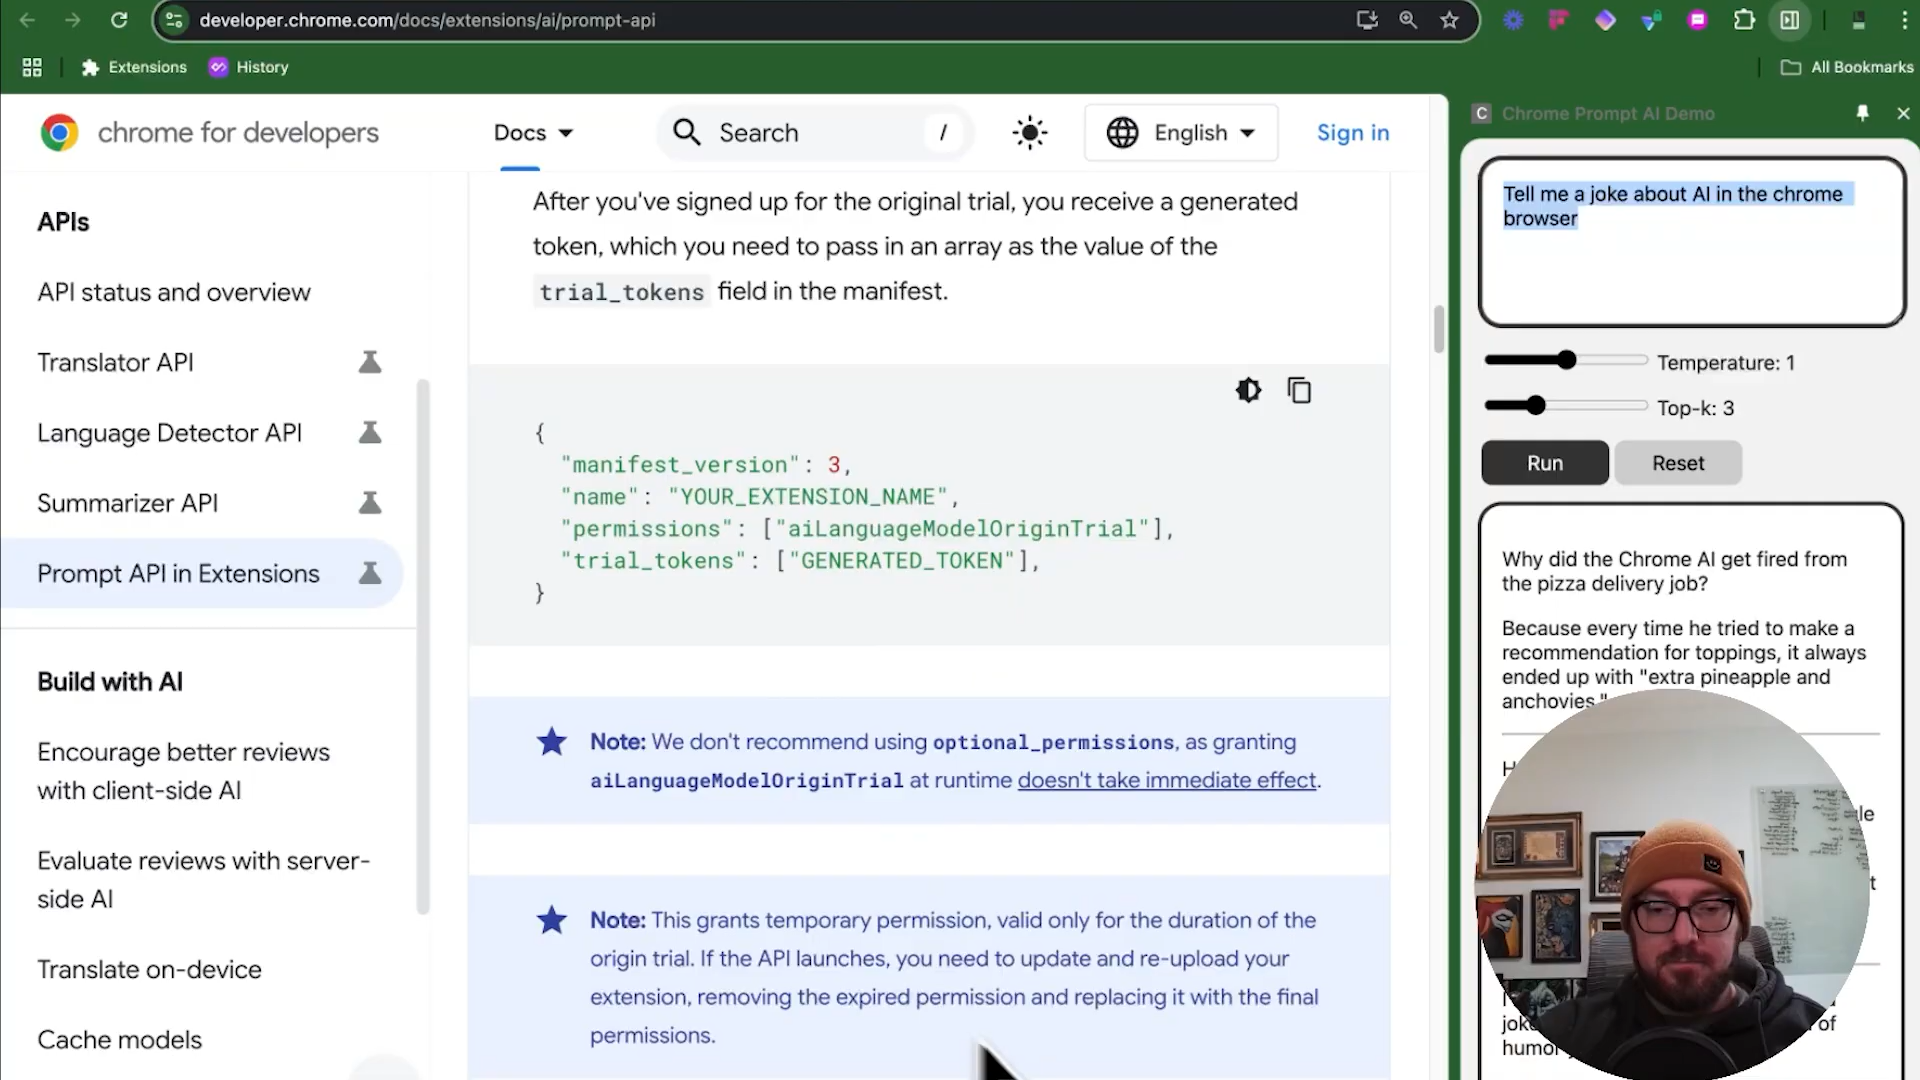 developer.chrome.com/docs/extensions/ai/prompt-api
Extensions
History
All Bookmarks
chrome for developers
Docs
Search
/
English
Sign in
APIs
API status and overview
Translator API
Language Detector API
Summarizer API
Prompt API in Extensions
Build with AI
Encourage better reviews
with client-side AI
Evaluate reviews with server-
side AI
Translate on-device
Cache models
After you've signed up for the original trial, you receive a generated
token, which you need to pass in an array as the value of the
trial_tokens field in the manifest.
{
"manifest_version": 3,
"name": "YOUR_EXTENSION_NAME",
"permissions": ["aiLanguageModelOriginTrial"],
"trial_tokens": ["GENERATED_TOKEN"],
}
Note: We don't recommend using optional_permissions, as granting
aiLanguageModelOriginTrial at runtime doesn't take immediate effect.
Note: This grants temporary permission, valid only for the duration of the
origin trial. If the API launches, you need to update and re-upload your
extension, removing the expired permission and replacing it with the final
permissions.
C Chrome Prompt AI Demo
Tell me a joke about AI in the chrome
browser
Temperature: 1
Top-k: 3
Run
Reset
Why did the Chrome AI get fired from
the pizza delivery job?
Because every time he tried to make a
recommendation for toppings, it always
ended up with "extra pineapple and
anchovies."
of
humor